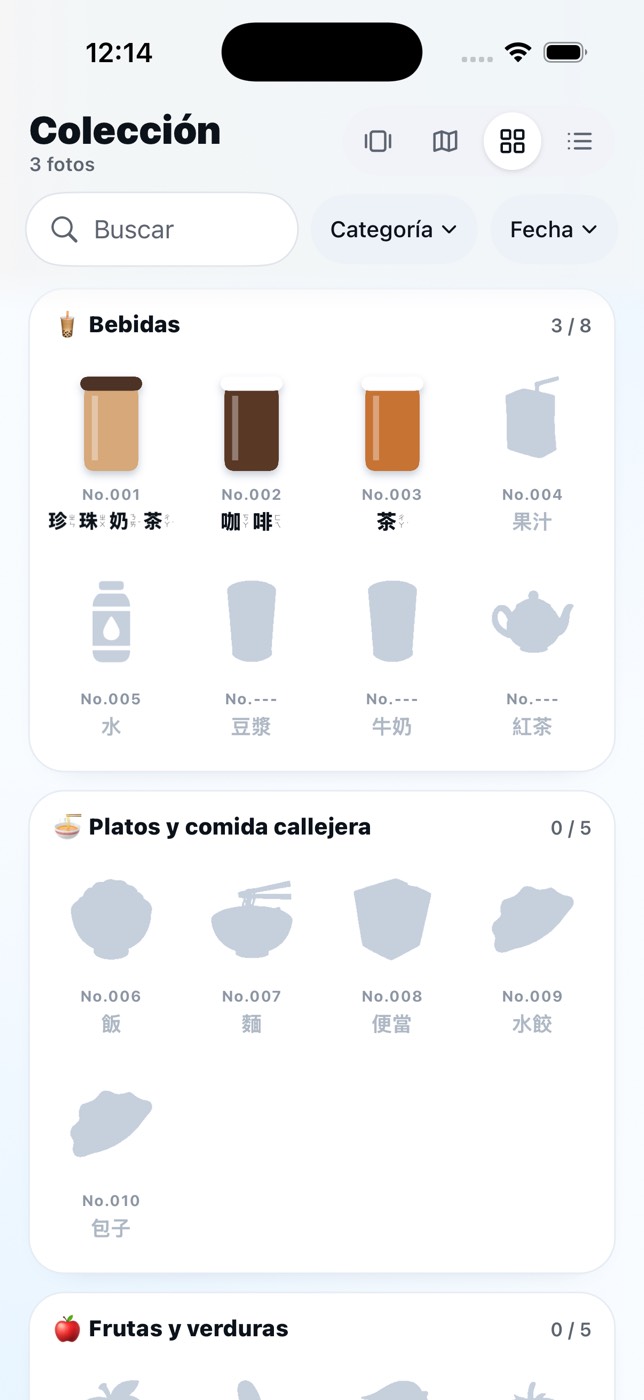 12:14
Colección
3 fotos
Buscar
Categoría
Fecha
Bebidas
3 / 8
No.001
No.002
No.003
No.004
珍珠奶茶
咖啡
茶
果汁
No.005
No.---
No.---
No.---
水
豆漿
牛奶
紅茶
Platos y comida callejera
0 / 5
No.006
No.007
No.008
No.009
飯
麵
便當
水餃
No.010
包子
Frutas y verduras
0 / 5